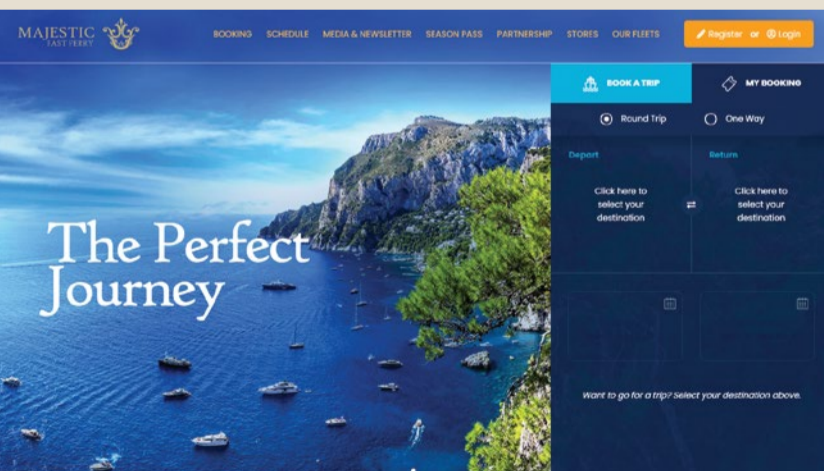 MAJESTIC
FAST FERRY
BOOKING SCHEDULE MEDIA & NEWSLETTER SEASON PASS PARTNERSHIP STORES OUR FLEETS
Register or Login
BOOK A TRIP
MY BOOKING
Round Trip
One Way
Depart
Return
Click here to
select your
destination
Click here to
select your
destination
The Perfect
Journey
Want to go for a trip? Select your destination above.